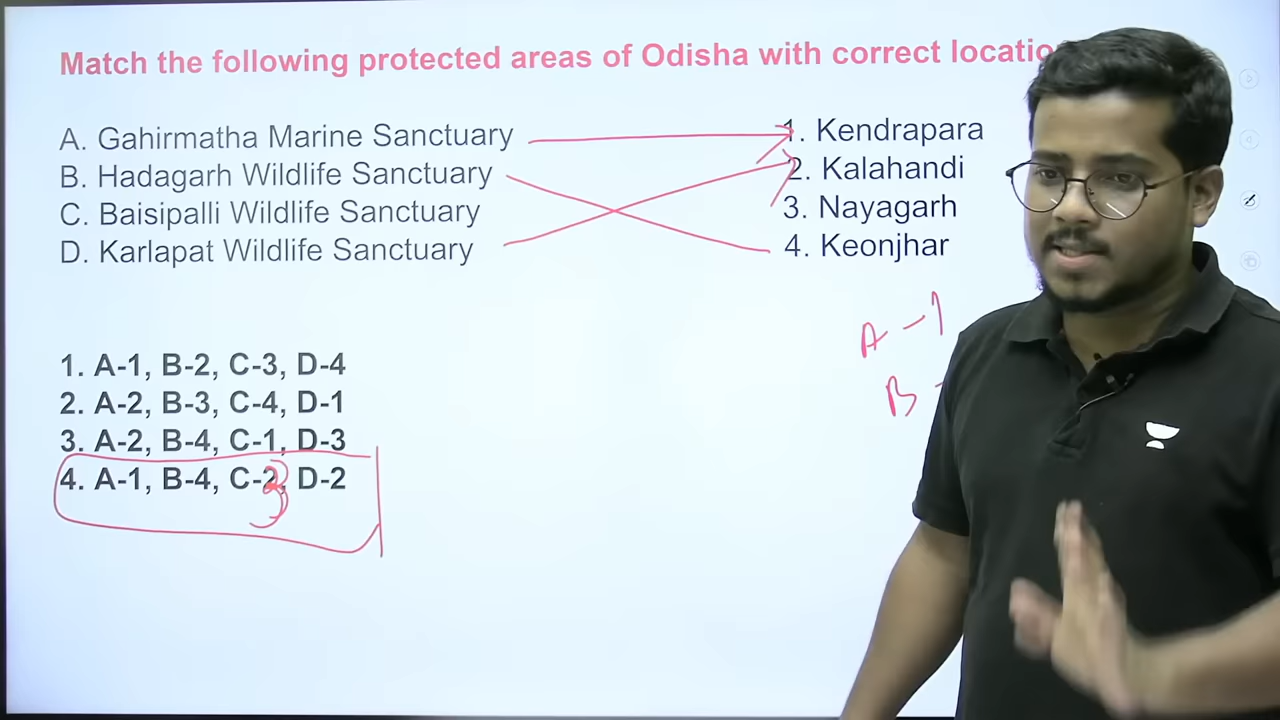 Match the following protected areas of Odisha with correct locatio
A. Gahirmatha Marine Sanctuary
1. Kendrapara
B. Hadagarh Wildlife Sanctuary
2. Kalahandi
C. Baisipalli Wildlife Sanctuary
3. Nayagarh
D. Karlapat Wildlife Sanctuary
4. Keonjhar
A - 1
B -
1. A-1, B-2, C-3, D-4
2. A-2, B-3, C-4, D-1
3. A-2, B-4, C-1, D-3
4. A-1, B-4, C-2, D-2
3